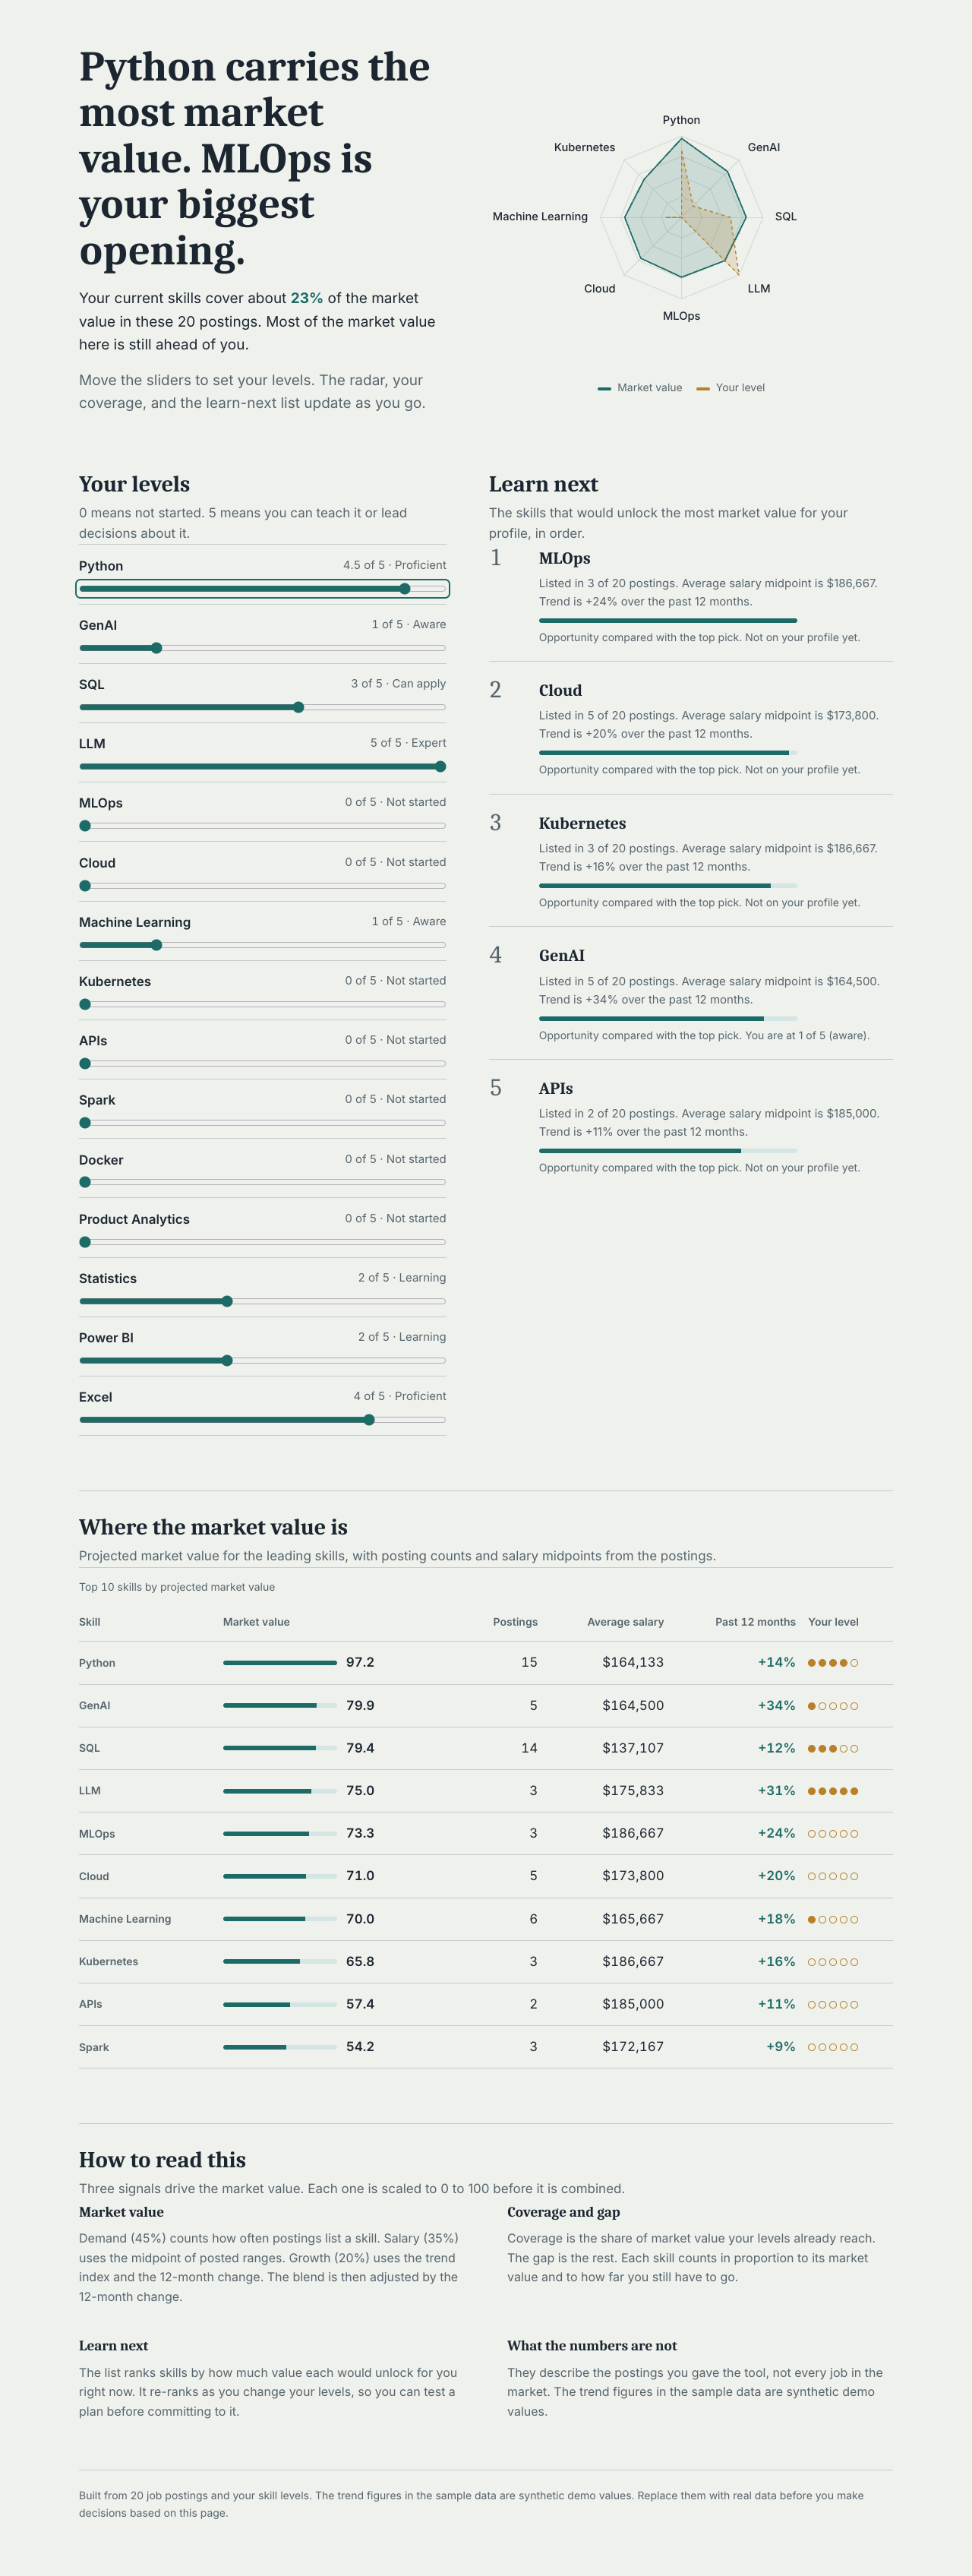 Python carries the
most market
value. MLOps is
your biggest
opening.
Your current skills cover about 23% of the market
value in these 20 postings. Most of the market value
here is still ahead of you.
Move the sliders to set your levels. The radar, your
coverage, and the learn-next list update as you go.
Python
Kubernetes
GenAI
Machine Learning
SQL
Cloud
LLM
MLOps
Market value
Your level
Your levels
0 means not started. 5 means you can teach it or lead
decisions about it.
Python 4.5 of 5 · Proficient
GenAI 1 of 5 · Aware
SQL 3 of 5 · Can apply
LLM 5 of 5 · Expert
MLOps 0 of 5 · Not started
Cloud 0 of 5 · Not started
Machine Learning 1 of 5 · Aware
Kubernetes 0 of 5 · Not started
APIs 0 of 5 · Not started
Spark 0 of 5 · Not started
Docker 0 of 5 · Not started
Product Analytics 0 of 5 · Not started
Statistics 2 of 5 · Learning
Power BI 2 of 5 · Learning
Excel 4 of 5 · Proficient
Learn next
The skills that would unlock the most market value for your
profile, in order.
1 MLOps
Listed in 3 of 20 postings. Average salary midpoint is $186,667.
Trend is +24% over the past 12 months.
Opportunity compared with the top pick. Not on your profile yet.
2 Cloud
Listed in 5 of 20 postings. Average salary midpoint is $173,800.
Trend is +20% over the past 12 months.
Opportunity compared with the top pick. Not on your profile yet.
3 Kubernetes
Listed in 3 of 20 postings. Average salary midpoint is $186,667.
Trend is +16% over the past 12 months.
Opportunity compared with the top pick. Not on your profile yet.
4 GenAI
Listed in 5 of 20 postings. Average salary midpoint is $164,500.
Trend is +34% over the past 12 months.
Opportunity compared with the top pick. You are at 1 of 5 (aware).
5 APIs
Listed in 2 of 20 postings. Average salary midpoint is $185,000.
Trend is +11% over the past 12 months.
Opportunity compared with the top pick. Not on your profile yet.
Where the market value is
Projected market value for the leading skills, with posting counts and salary midpoints from the postings.
Top 10 skills by projected market value
Skill Market value Postings Average salary Past 12 months Your level
Python 97.2 15 $164,133 +14%
GenAI 79.9 5 $164,500 +34%
SQL 79.4 14 $137,107 +12%
LLM 75.0 3 $175,833 +31%
MLOps 73.3 3 $186,667 +24%
Cloud 71.0 5 $173,800 +20%
Machine Learning 70.0 6 $165,667 +18%
Kubernetes 65.8 3 $186,667 +16%
APIs 57.4 2 $185,000 +11%
Spark 54.2 3 $172,167 +9%
How to read this
Three signals drive the market value. Each one is scaled to 0 to 100 before it is combined.
Market value
Demand (45%) counts how often postings list a skill. Salary (35%)
uses the midpoint of posted ranges. Growth (20%) uses the trend
index and the 12-month change. The blend is then adjusted by the
12-month change.
Coverage and gap
Coverage is the share of market value your levels already reach.
The gap is the rest. Each skill counts in proportion to its market
value and to how far you still have to go.
Learn next
The list ranks skills by how much value each would unlock for you
right now. It re-ranks as you change your levels, so you can test a
plan before committing to it.
What the numbers are not
They describe the postings you gave the tool, not every job in the
market. The trend figures in the sample data are synthetic demo
values.
Built from 20 job postings and your skill levels. The trend figures in the sample data are synthetic demo values. Replace them with real data before you make
decisions based on this page.